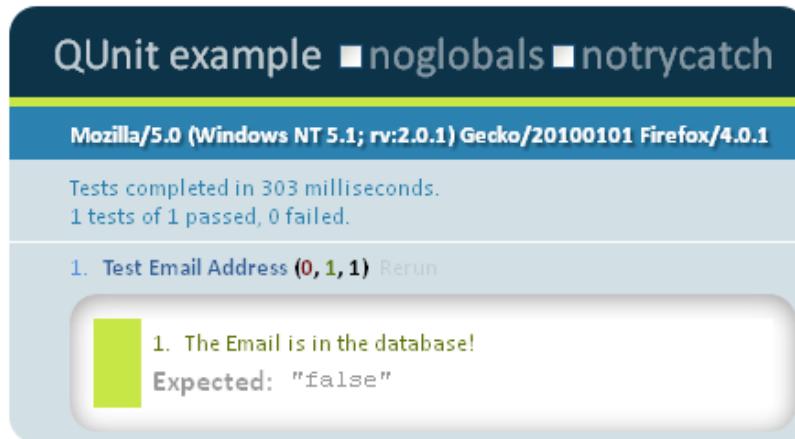 QUnit example noglobals notrycatch
Mozilla/5.0 (Windows NT 5.1; rv:2.0.1) Gecko/20100101 Firefox/4.0.1
Tests completed in 303 milliseconds.
1 tests of 1 passed, 0 failed.
1. Test Email Address (0, 1, 1) Rerun
1. The Email is in the database!
Expected: "false"